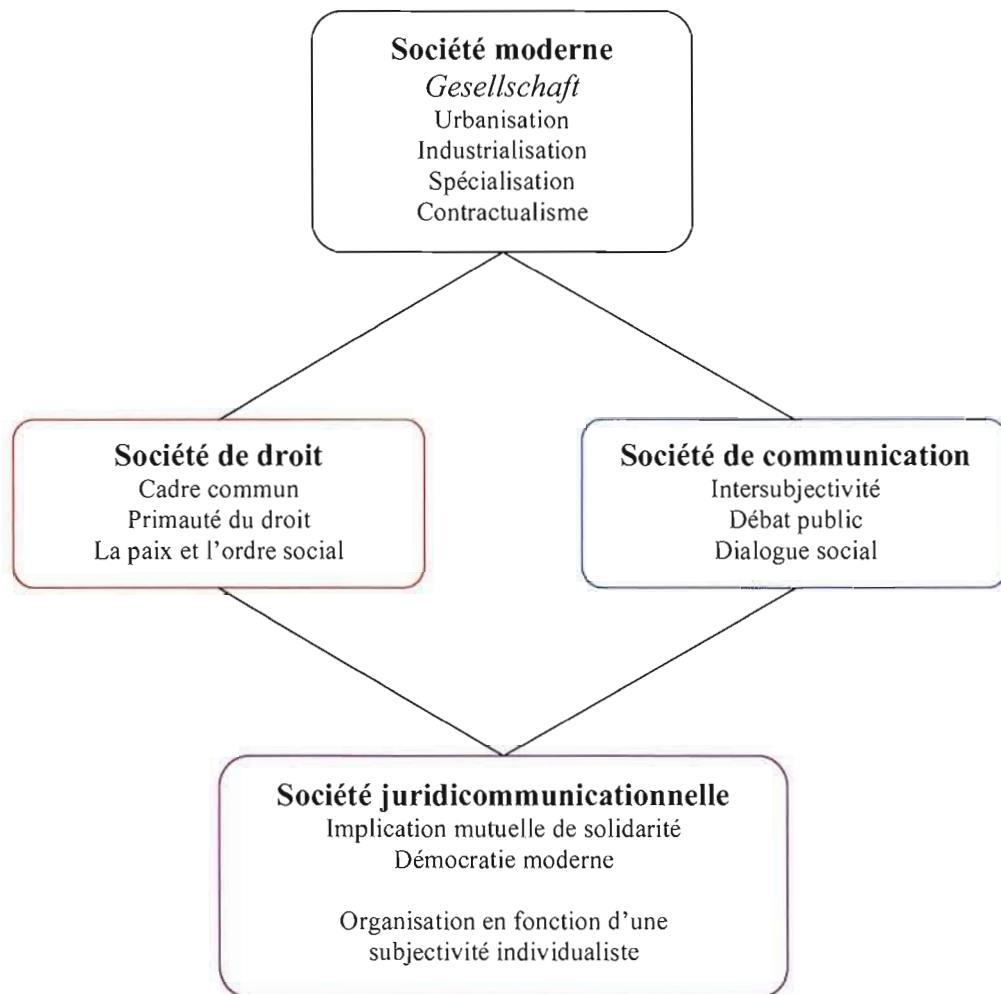 Société moderne
Gesellschaft
Urbanisation
Industrialisation
Spécialisation
Contractualisme
Société de droit
Cadre commun
Primauté du droit
La paix et l'ordre social
Société de communication
Intersubjectivité
Débat public
Dialogue social
Société juridicommunicationnelle
Implication mutuelle de solidarité
Démocratie moderne
Organisation en fonction d'une
subjectivité individualiste